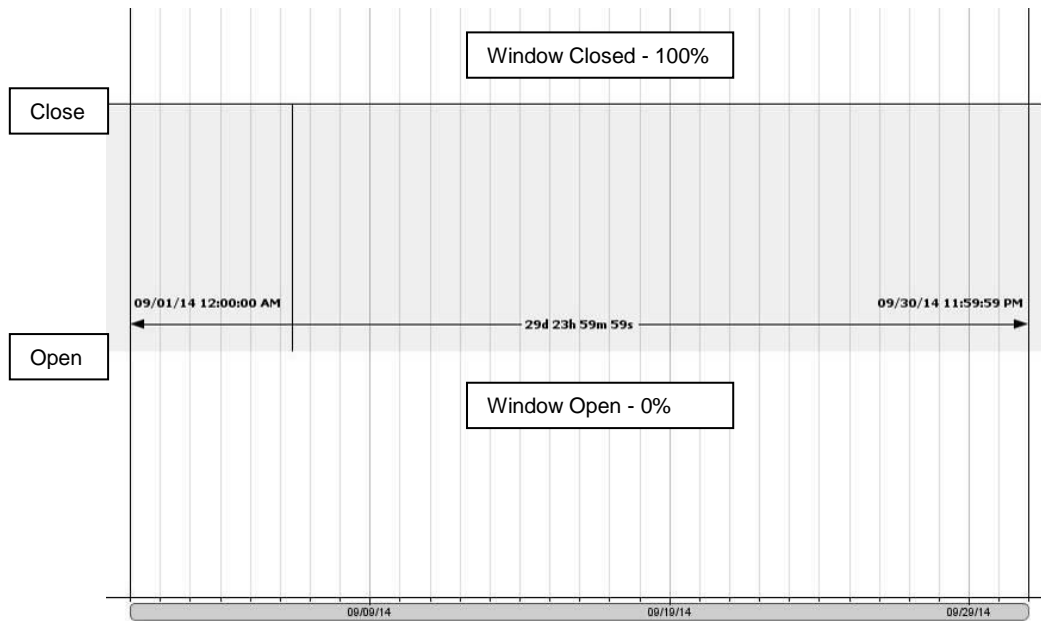 Window Closed - 100%
Close
09/01/14 12:00:00 AM
09/30/14 11:59:59 PM
29d 23h 59m 59s
Open
Window Open - 0%
09/09/14
09/19/14
09/29/14